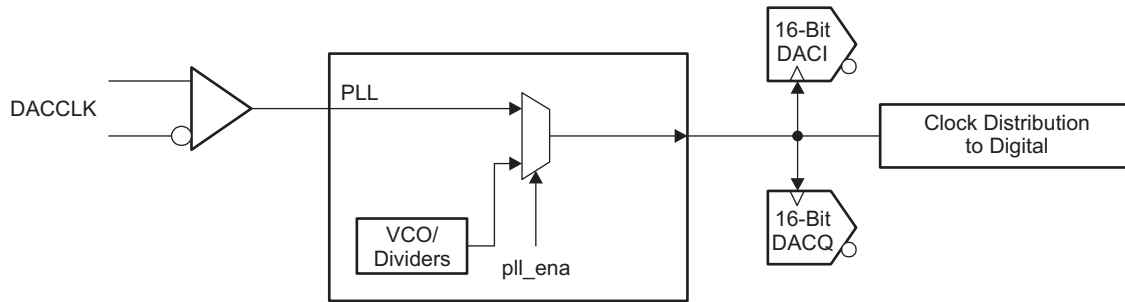 16-Bit
DACI
DACCLK
PLL
Clock Distribution
to Digital
VCO/
Dividers
pll_ena
16-Bit
DACQ